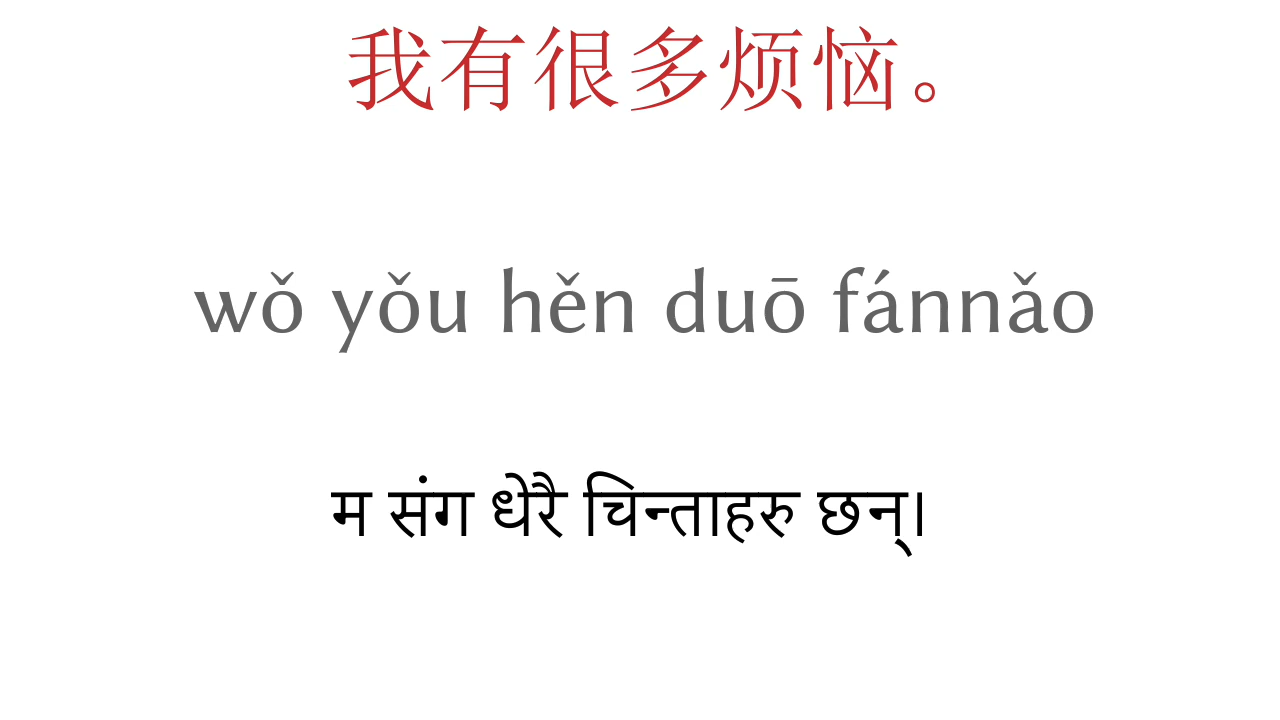 我有很多烦恼。
wǒ yǒu hěn duō fánnǎo
म संग धेरै चिन्ताहरु छन्।